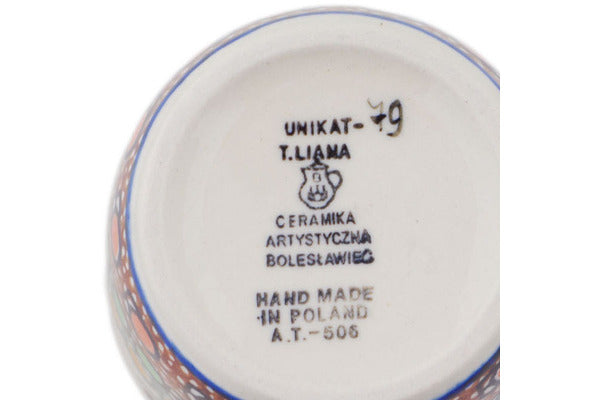 UNIKAT-79
T.LIANA
B
CERAMIKA
ARTYSTYCZNA
BOLESŁAWIEC
HAND MADE
IN POLAND
A.T.-506